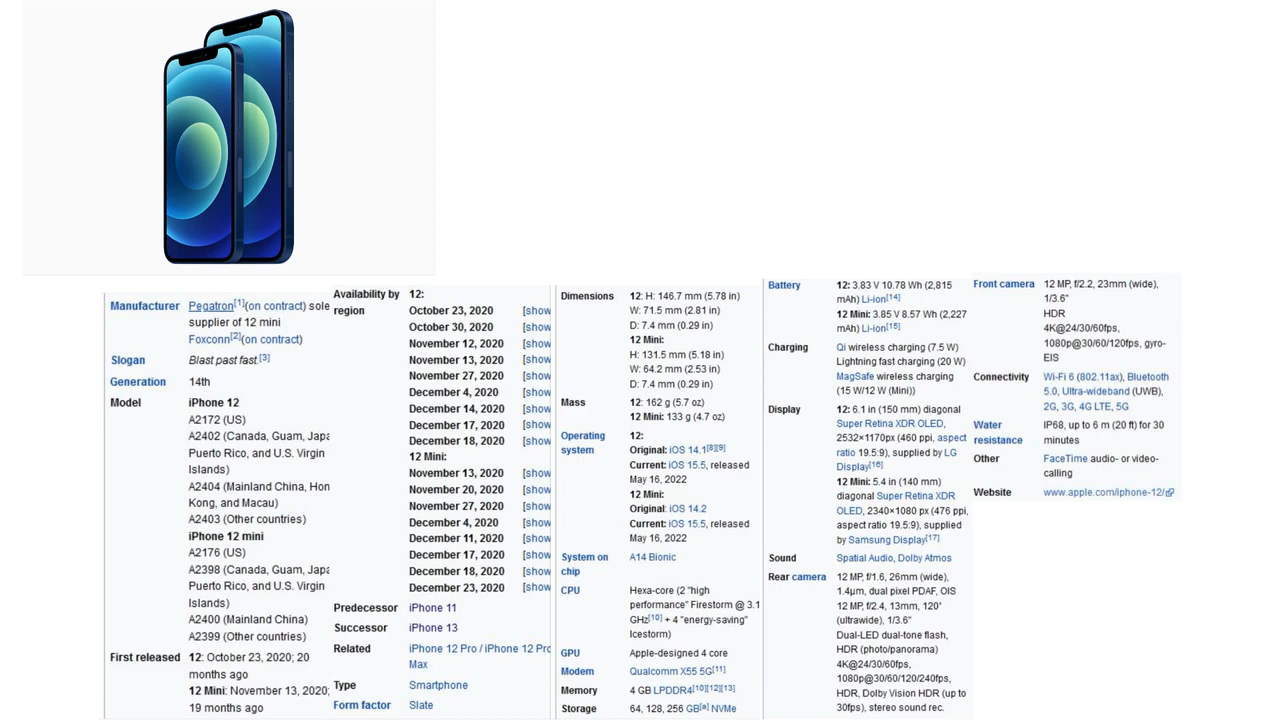 Manufacturer
Pegatron[1](on contract) sole
supplier of 12 mini
Foxconn[2](on contract)
Slogan
Blast past fast.[3]
Generation
14th
Model
iPhone 12
A2172 (US)
A2402 (Canada, Guam, Japa
Puerto Rico, and U.S. Virgin
Islands)
A2404 (Mainland China, Hon
Kong, and Macau)
A2403 (Other countries)
iPhone 12 mini
A2176 (US)
A2398 (Canada, Guam, Japa
Puerto Rico, and U.S. Virgin
Islands)
A2400 (Mainland China)
A2399 (Other countries)
First released
12: October 23, 2020; 20
months ago
12 Mini: November 13, 2020;
19 months ago
Availability by
region
12:
October 23, 2020 [show
October 30, 2020 [show
November 12, 2020 [show
November 13, 2020 [show
November 27, 2020 [show
December 4, 2020 [show
December 14, 2020 [show
December 17, 2020 [show
December 18, 2020 [show
12 Mini:
November 13, 2020 [show
November 20, 2020 [show
November 27, 2020 [show
December 4, 2020 [show
December 11, 2020 [show
December 17, 2020 [show
December 18, 2020 [show
December 23, 2020 [show
Predecessor
iPhone 11
Successor
iPhone 13
Related
iPhone 12 Pro / iPhone 12 Pro
Max
Type
Smartphone
Form factor
Slate
Dimensions
12: H: 146.7 mm (5.78 in)
W: 71.5 mm (2.81 in)
D: 7.4 mm (0.29 in)
12 Mini:
H: 131.5 mm (5.18 in)
W: 64.2 mm (2.53 in)
D: 7.4 mm (0.29 in)
Mass
12: 162 g (5.7 oz)
12 Mini: 133 g (4.7 oz)
Operating
system
12:
Original: iOS 14.1[8][9]
Current: iOS 15.5, released
May 16, 2022
12 Mini:
Original: iOS 14.2
Current: iOS 15.5, released
May 16, 2022
System on
chip
A14 Bionic
CPU
Hexa-core (2 "high
performance" Firestorm @ 3.1
GHz[10] + 4 "energy-saving"
Icestorm)
GPU
Apple-designed 4 core
Modem
Qualcomm X55 5G[11]
Memory
4 GB LPDDR4[10][12][13]
Storage
64, 128, 256 GB[a] NVMe
Battery
12: 3.83 V 10.78 Wh (2,815
mAh) Li-ion[14]
12 Mini: 3.85 V 8.57 Wh (2,227
mAh) Li-ion[15]
Charging
Qi wireless charging (7.5 W)
Lightning fast charging (20 W)
MagSafe wireless charging
(15 W/12 W (Mini))
Display
12: 6.1 in (150 mm) diagonal
Super Retina XDR OLED,
2532×1170px (460 ppi, aspect
ratio 19.5:9), supplied by LG
Display[16]
12 Mini: 5.4 in (140 mm)
diagonal Super Retina XDR
OLED, 2340×1080 px (476 ppi,
aspect ratio 19.5:9), supplied
by Samsung Display[17]
Sound
Spatial Audio, Dolby Atmos
Rear camera
12 MP, f/1.6, 26mm (wide),
1.4μm, dual pixel PDAF, OIS
12 MP, f/2.4, 13mm, 120°
(ultrawide), 1/3.6"
Dual-LED dual-tone flash,
HDR (photo/panorama)
4K@24/30/60fps,
1080p@30/60/120/240fps,
HDR, Dolby Vision HDR (up to
30fps), stereo sound rec.
Front camera
12 MP, f/2.2, 23mm (wide),
1/3.6"
HDR
4K@24/30/60fps,
1080p@30/60/120fps, gyro-
EIS
Connectivity
Wi-Fi 6 (802.11ax), Bluetooth
5.0, Ultra-wideband (UWB),
2G, 3G, 4G LTE, 5G
Water
resistance
IP68, up to 6 m (20 ft) for 30
minutes
Other
FaceTime audio- or video-
calling
Website
www.apple.com/iphone-12/